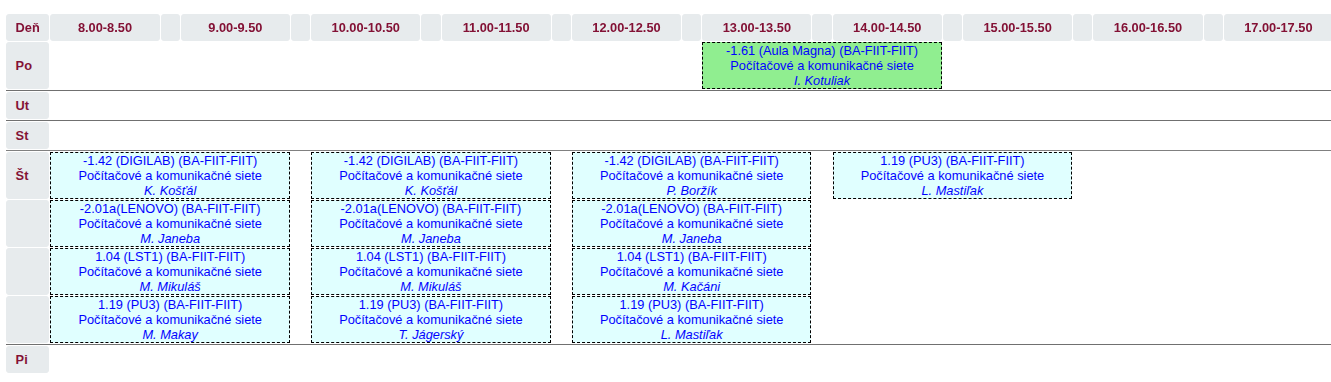 Deň 8.00-8.50 9.00-9.50 10.00-10.50 11.00-11.50 12.00-12.50 13.00-13.50 14.00-14.50 15.00-15.50 16.00-16.50 17.00-17.50
Po
-1.61 (Aula Magna) (BA-FIIT-FIIT)
Počítačové a komunikačné siete
I. Kotuliak
Ut
St
Št
-1.42 (DIGILAB) (BA-FIIT-FIIT)
Počítačové a komunikačné siete
K. Košťál
-1.42 (DIGILAB) (BA-FIIT-FIIT)
Počítačové a komunikačné siete
K. Košťál
-1.42 (DIGILAB) (BA-FIIT-FIIT)
Počítačové a komunikačné siete
P. Boržík
1.19 (PU3) (BA-FIIT-FIIT)
Počítačové a komunikačné siete
L. Mastiľak
-2.01a(LENOVO) (BA-FIIT-FIIT)
Počítačové a komunikačné siete
M. Janeba
-2.01a(LENOVO) (BA-FIIT-FIIT)
Počítačové a komunikačné siete
M. Janeba
-2.01a(LENOVO) (BA-FIIT-FIIT)
Počítačové a komunikačné siete
M. Janeba
1.04 (LST1) (BA-FIIT-FIIT)
Počítačové a komunikačné siete
M. Mikuláš
1.04 (LST1) (BA-FIIT-FIIT)
Počítačové a komunikačné siete
M. Mikuláš
1.04 (LST1) (BA-FIIT-FIIT)
Počítačové a komunikačné siete
M. Kačáni
1.19 (PU3) (BA-FIIT-FIIT)
Počítačové a komunikačné siete
M. Makay
1.19 (PU3) (BA-FIIT-FIIT)
Počítačové a komunikačné siete
T. Jágerský
1.19 (PU3) (BA-FIIT-FIIT)
Počítačové a komunikačné siete
L. Mastiľak
Pi